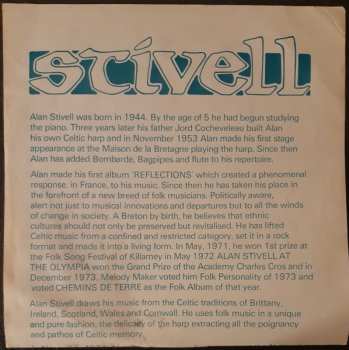 stivell
Alan Stivell was born in 1944. By the age of 5 he had begun studying
the piano. Three years later his father Jord Cocheveleau built Alan
his own Celtic harp and in November 1953 Alan made his first stage
appearance at the Maison de la Bretagne playing the harp. Since then
Alan has added Bombarde, Bagpipes and flute to his repertoire.
Alan made his first album 'REFLECTIONS' which created a phenomenal
response, in France, to his music. Since then he has taken his place in
the forefront of a new breed of folk musicians. Politically aware,
alert not just to musical innovations and departures but to all the winds
of change in society. A Breton by birth, he believes that ethnic
cultures should not only be preserved but revitalised. He has lifted
Celtic music from a confined and restricted category, set it in a rock
format and made it into a living form. In May, 1971, he won 1st prize at
the Folk Song Festival of Killarney in May 1972 ALAN STIVELL AT
THE OLYMPIA won the Grand Prize of the Academy Charles Cros and in
December 1973, Melody Maker voted him Folk Personality of 1973 and
voted CHEMINS DE TERRE as the Folk Album of that year.
Alan Stivell draws his music from the Celtic traditions of Brittany,
Ireland, Scotland, Wales and Cornwall. He uses folk music in a unique
and pure fashion, the delicacy of the harp extracting all the poignancy
and pathos of Celtic memory.